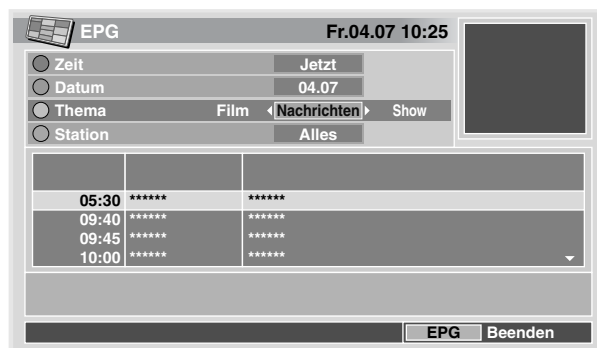 EPG Fr.04.07 10:25
Zeit Jetzt
Datum 04.07
Thema Film Nachrichten Show
Station Alles
05:30 ****** ******
09:40 ****** ******
09:45 ****** ******
10:00 ****** ******
EPG Beenden